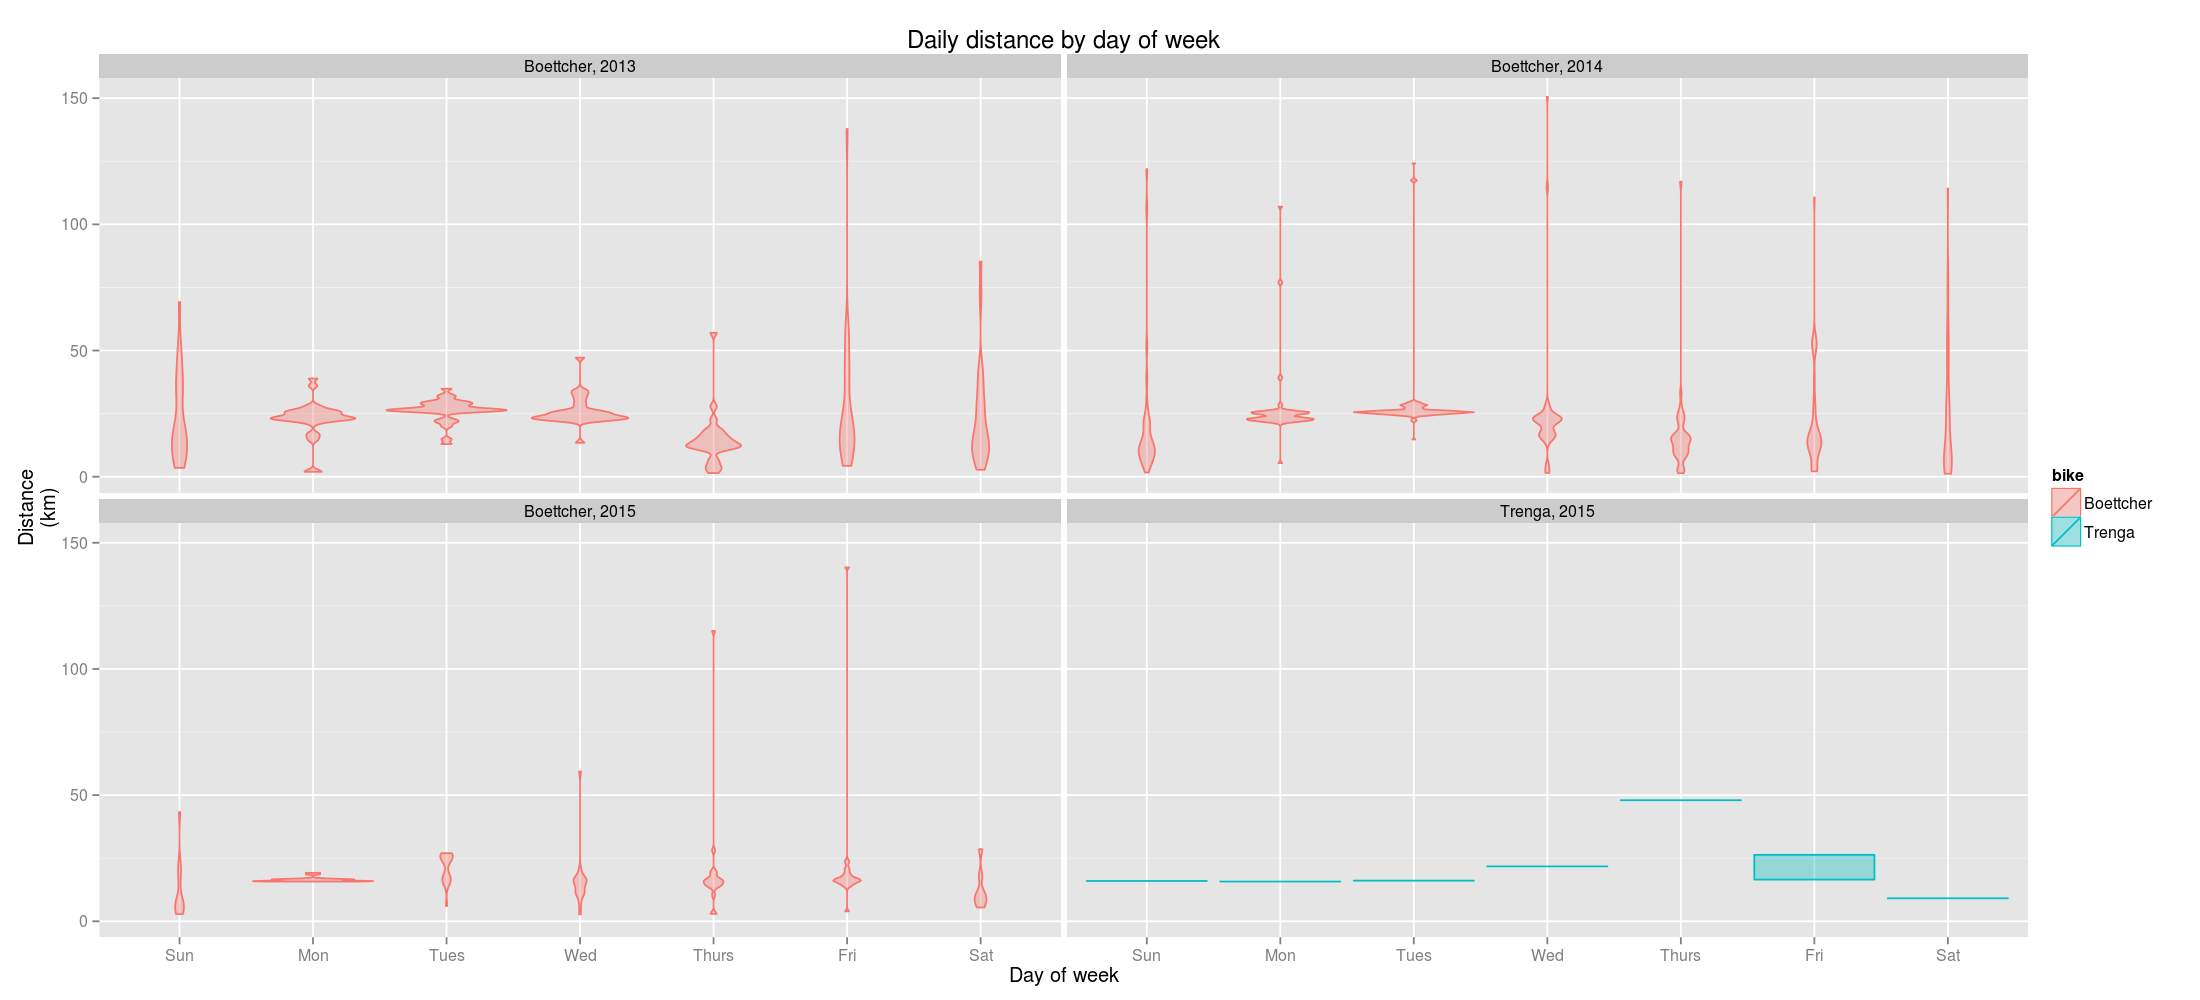 Daily distance by day of week
Boettcher, 2013
Boettcher, 2014
150
100
50
0
Boettcher, 2015
Trenga, 2015
150
100
50
0
Sun Mon Tues Wed Thurs Fri Sat
Sun Mon Tues Wed Thurs Fri Sat
Day of week
Distance
(km)
bike
Boettcher
Trenga